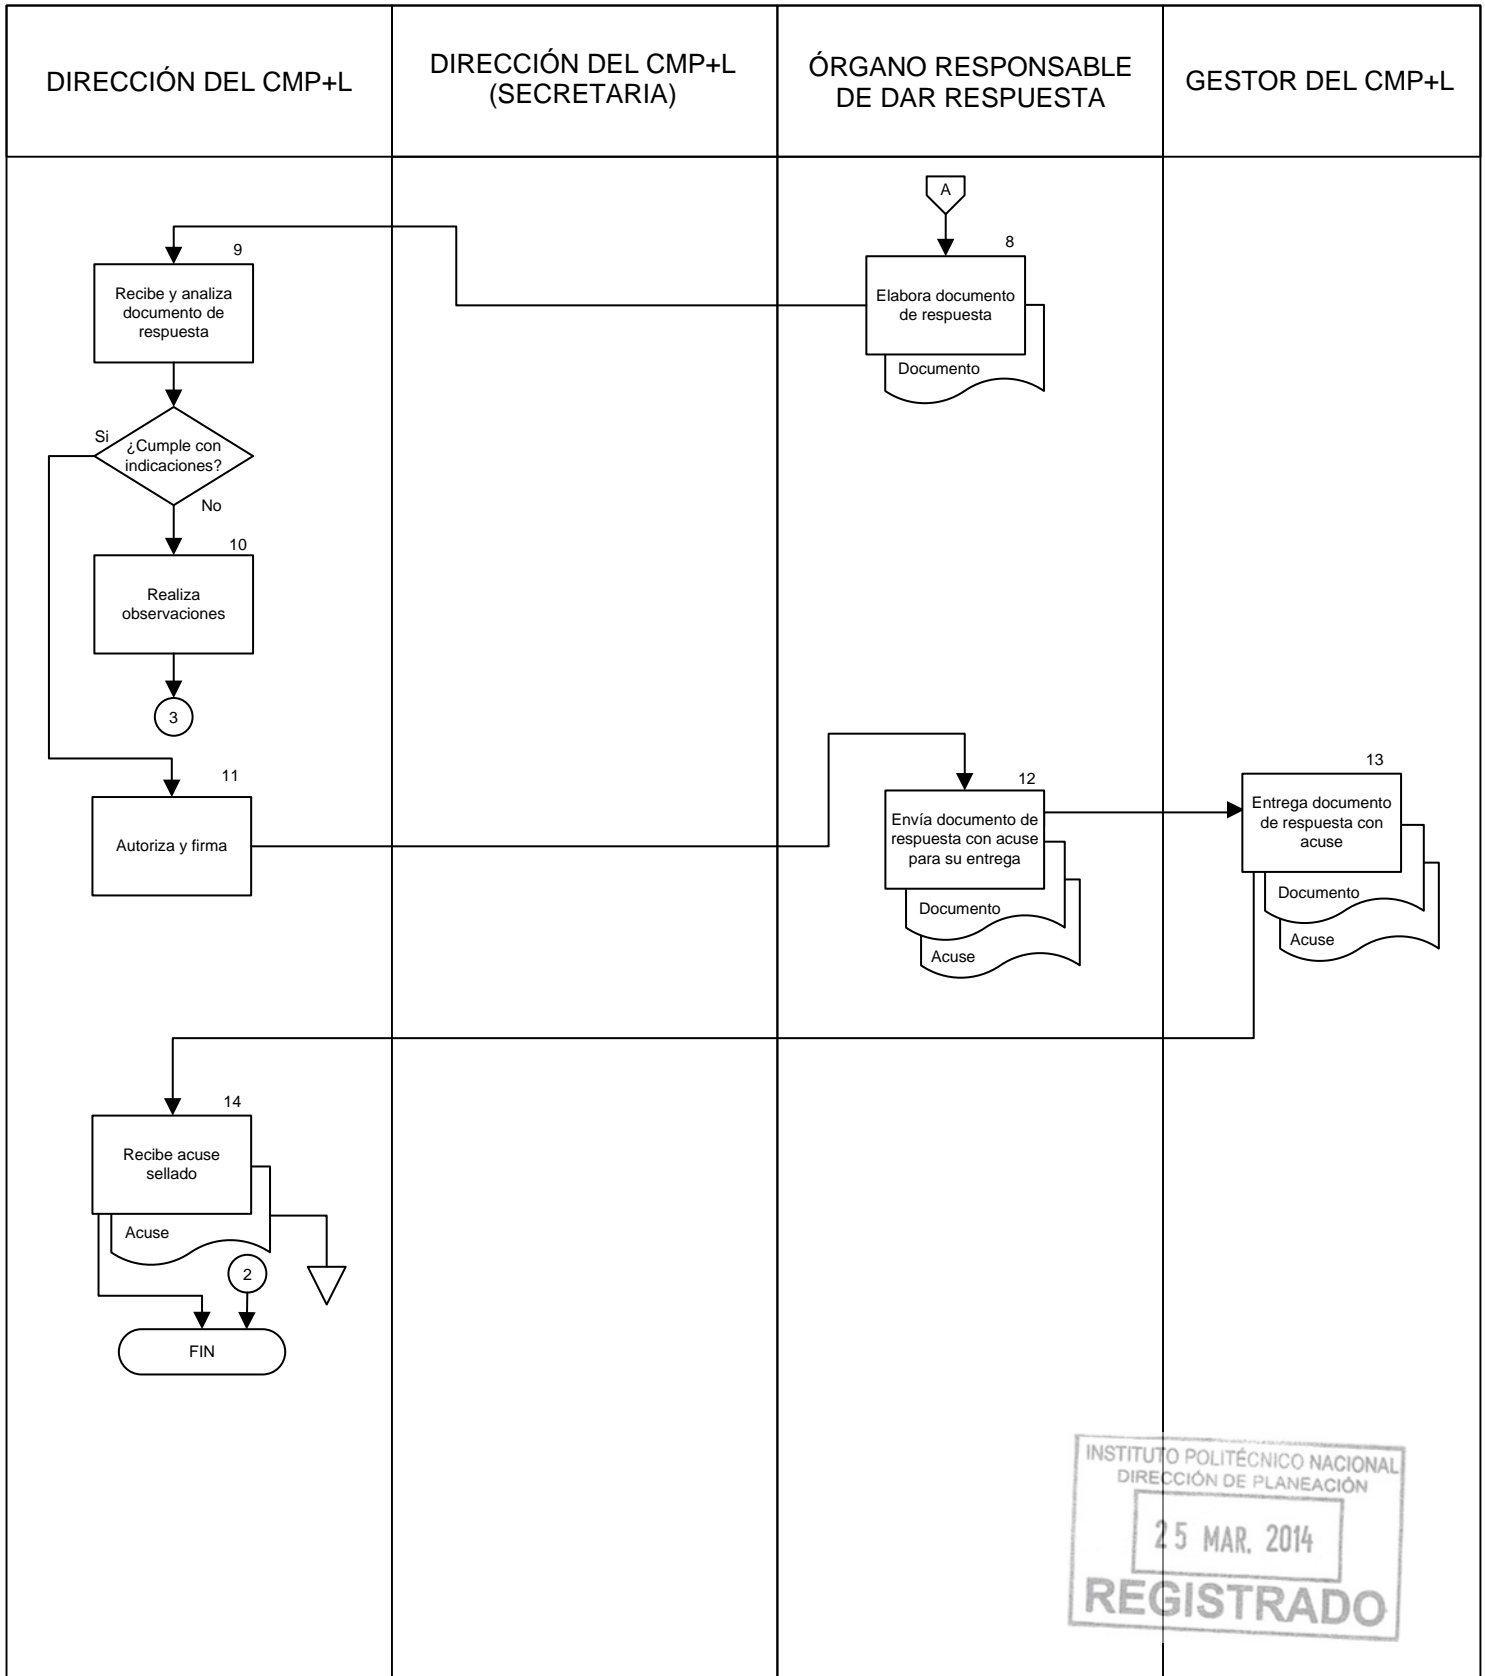 DIRECCIÓN DEL CMP+L
DIRECCIÓN DEL CMP+L
(SECRETARIA)
ÓRGANO RESPONSABLE
DE DAR RESPUESTA
GESTOR DEL CMP+L
A
8
Elabora documento
de respuesta
Documento
9
Recibe y analiza
documento de
respuesta
Si
¿Cumple con
indicaciones?
No
10
Realiza
observaciones
3
11
Autoriza y firma
12
Envía documento de
respuesta con acuse
para su entrega
Documento
Acuse
13
Entrega documento
de respuesta con
acuse
Documento
Acuse
14
Recibe acuse
sellado
Acuse
2
FIN
INSTITUTO POLITÉCNICO NACIONAL
DIRECCIÓN DE PLANEACIÓN
25 MAR. 2014
REGISTRADO